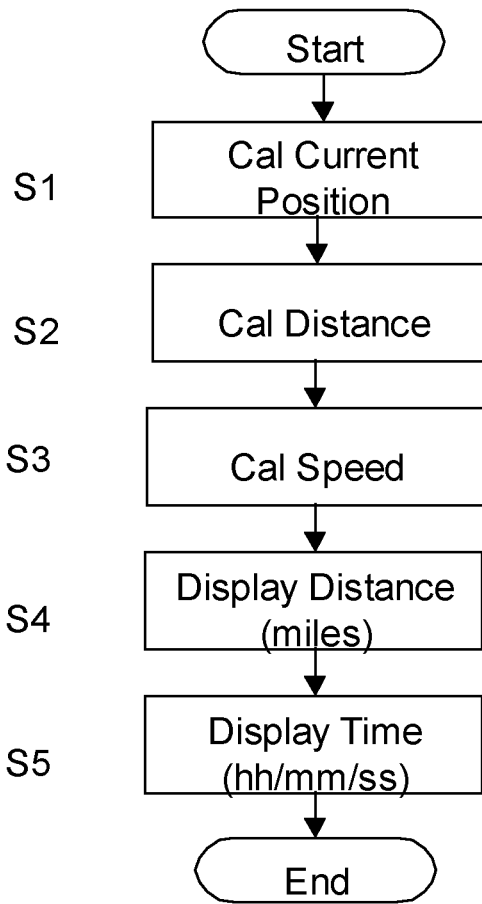 Start
S1
Cal Current
Position
S2
Cal Distance
S3
Cal Speed
S4
Display Distance
(miles)
S5
Display Time
(hh/mm/ss)
End